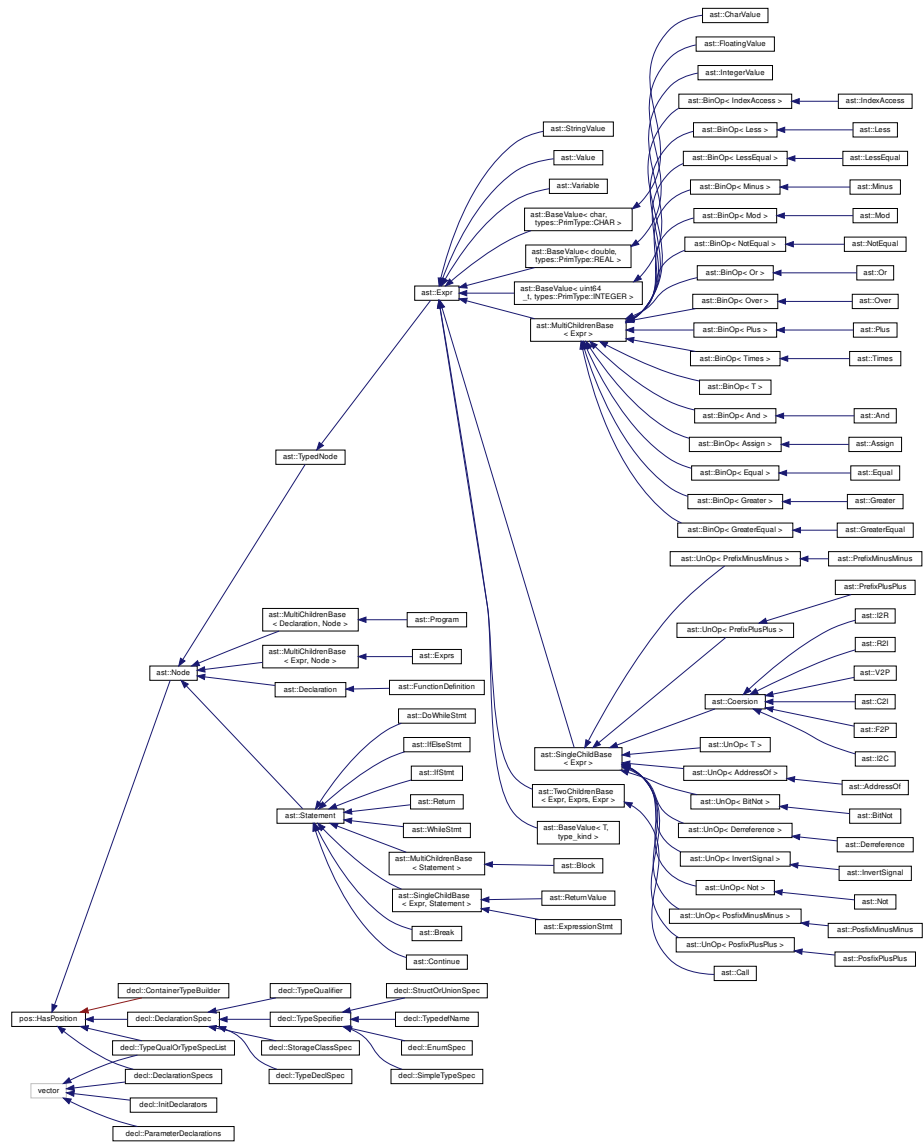 ast::CharValue
ast::FloatingValue
ast::IntegerValue
ast::BinOp< IndexAccess >
ast::IndexAccess
ast::StringValue
ast::BinOp< Less >
ast::Less
ast::Value
ast::BinOp< LessEqual >
ast::LessEqual
ast::Variable
ast::BinOp< Minus >
ast::Minus
ast::BaseValue< char,
types::PrimType::CHAR >
ast::BinOp< Mod >
ast::Mod
ast::BinOp< NotEqual >
ast::NotEqual
ast::BaseValue< double,
types::PrimType::REAL >
ast::BinOp< Or >
ast::Or
ast::Expr
ast::BaseValue< uint64
_t, types::PrimType::INTEGER >
ast::BinOp< Over >
ast::Over
ast::MultiChildrenBase
< Expr >
ast::BinOp< Plus >
ast::Plus
ast::BinOp< Times >
ast::Times
ast::BinOp< T >
ast::BinOp< And >
ast::And
ast::BinOp< Assign >
ast::Assign
ast::TypedNode
ast::BinOp< Equal >
ast::Equal
ast::BinOp< Greater >
ast::Greater
ast::BinOp< GreaterEqual >
ast::GreaterEqual
ast::UnOp< PrefixMinusMinus >
ast::PrefixMinusMinus
ast::PrefixPlusPlus
ast::MultiChildrenBase
< Declaration, Node >
ast::Program
ast::I2R
ast::UnOp< PrefixPlusPlus >
ast::R2I
ast::MultiChildrenBase
< Expr, Node >
ast::Exprs
ast::Node
ast::V2P
ast::Declaration
ast::FunctionDefinition
ast::Coersion
ast::C2I
ast::DoWhileStmt
ast::F2P
ast::IfElseStmt
ast::UnOp< T >
ast::I2C
ast::SingleChildBase
< Expr >
ast::IfStmt
ast::UnOp< AddressOf >
ast::AddressOf
ast::TwoChildrenBase
< Expr, Exprs, Expr >
ast::Return
ast::UnOp< BitNot >
ast::BitNot
ast::Statement
ast::WhileStmt
ast::BaseValue< T,
type_kind >
ast::UnOp< Derreference >
ast::Derreference
ast::MultiChildrenBase
< Statement >
ast::Block
ast::UnOp< InvertSignal >
ast::InvertSignal
ast::SingleChildBase
< Expr, Statement >
ast::ReturnValue
ast::UnOp< Not >
ast::Not
ast::ExpressionStmt
ast::UnOp< PosfixMinusMinus >
ast::PosfixMinusMinus
ast::Break
ast::UnOp< PosfixPlusPlus >
ast::PosfixPlusPlus
ast::Continue
ast::Call
decl::ContainerTypeBuilder
decl::TypeQualifier
decl::StructOrUnionSpec
pos::HasPosition
decl::DeclarationSpec
decl::TypeSpecifier
decl::TypedefName
decl::TypeQualOrTypeSpecList
decl::StorageClassSpec
decl::EnumSpec
decl::DeclarationSpecs
decl::TypeDeclSpec
decl::SimpleTypeSpec
vector
decl::InitDeclarators
decl::ParameterDeclarations